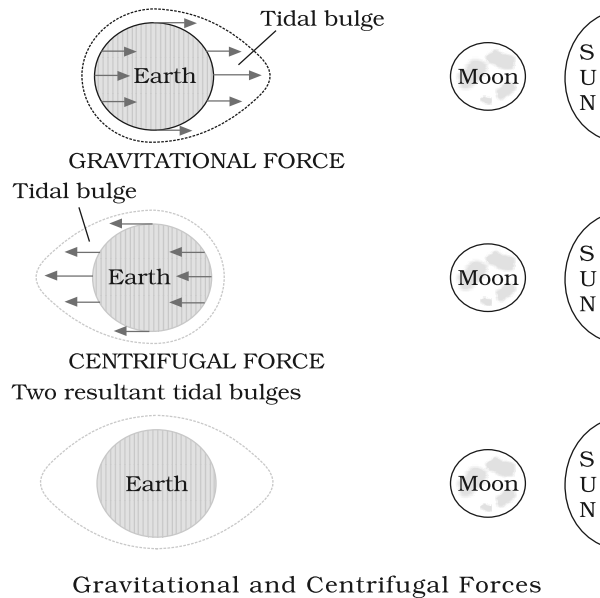 Tidal bulge
Earth
Moon
S
U
N
GRAVITATIONAL FORCE
Tidal bulge
Earth
Moon
S
U
N
CENTRIFUGAL FORCE
Two resultant tidal bulges
Earth
Moon
S
U
N
Gravitational and Centrifugal Forces